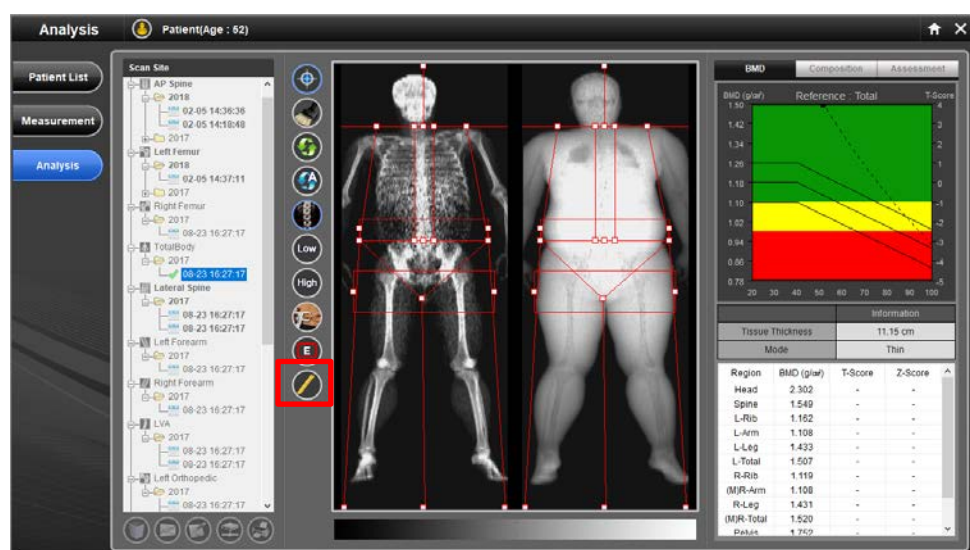 Analysis
Patient(Age : 52)
Patient List
Measurement
Analysis
Scan Site
AP Spine
2018
02-05 14:36:36
02-05 14:18:48
2017
Left Femur
2018
02-05 14:37:11
2017
Right Femur
2017
08-23 16:27:17
TotalBody
2017
08-23 16:27:17
Lateral Spine
2017
08-23 16:27:17
08-23 16:27:17
Left Forearm
2017
08-23 16:27:17
Right Forearm
2017
08-23 16:27:17
LVA
2017
08-23 16:27:17
08-23 16:27:17
Left Orthopedic
2017
08-23 16:27:17
A
Low
High
E
BMD Composition Assessment
BMD (g/㎠) Reference : Total T-Score
1.50 4
1.42 3
1.34 2
1.26 1
1.18 0
1.10 -1
1.02 -2
0.94 -3
0.86 -4
0.78 -5
20 30 40 50 60 70 80 90 100
Information
Tissue Thickness 11.15 cm
Mode Thin
Region BMD (g/㎠) T-Score Z-Score
Head 2.302 - -
Spine 1.549 - -
L-Rib 1.162 - -
L-Arm 1.108 - -
L-Leg 1.433 - -
L-Total 1.507 - -
R-Rib 1.119 - -
(M)R-Arm 1.108 - -
R-Leg 1.431 - -
(M)R-Total 1.520 - -
Pelvis 1.752 - -